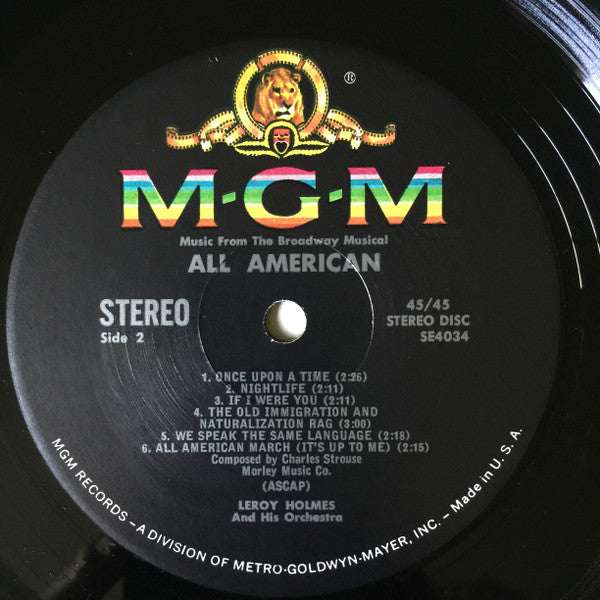 ®
M-G-M
Music From The Broadway Musical
ALL AMERICAN
STEREO
Side 2
45/45
STEREO DISC
SE4034
1. ONCE UPON A TIME (2:26)
2. NIGHTLIFE (2:11)
3. IF I WERE YOU (2:11)
4. THE OLD IMMIGRATION AND
NATURALIZATION RAG (3:00)
5. WE SPEAK THE SAME LANGUAGE (2:18)
6. ALL AMERICAN MARCH (IT'S UP TO ME) (2:15)
Composed by Charles Strouse
Morley Music Co.
(ASCAP)
LEROY HOLMES
And His Orchestra
MGM RECORDS – A DIVISION OF METRO-GOLDWYN-MAYER, INC. – Made in U. S. A.